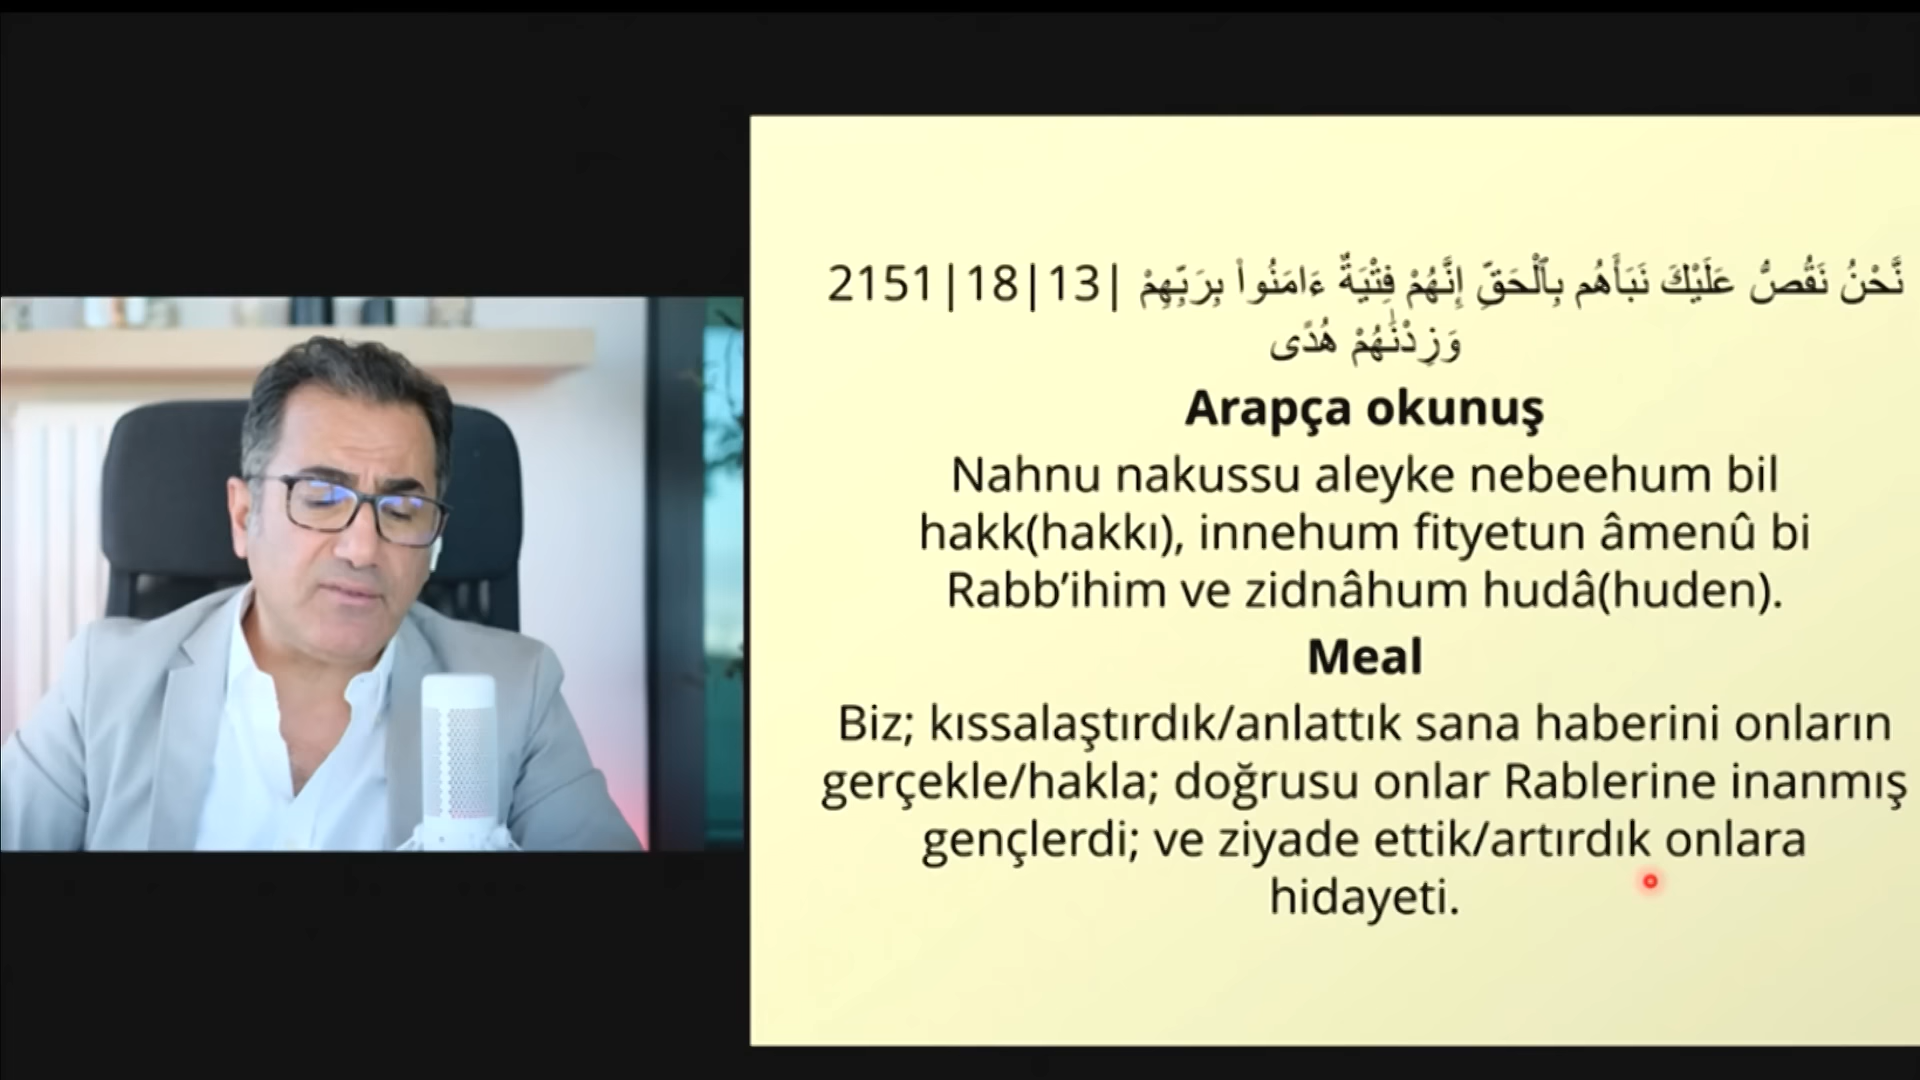 2151|18|13| نَّحْنُ نَقُصُّ عَلَيْكَ نَبَأَهُم بِٱلْحَقِّ إِنَّهُمْ فِتْيَةٌ ءَامَنُوا۟ بِرَبِّهِمْ
وَزِدْنَٰهُمْ هُدًى
Arapça okunuş
Nahnu nakussu aleyke nebeehum bil
hakk(hakkı), innehum fityetun âmenû bi
Rabb’ihim ve zidnâhum hudâ(huden).
Meal
Biz; kıssalaştırdık/anlattık sana haberini onların
gerçekle/hakla; doğrusu onlar Rablerine inanmış
gençlerdi; ve ziyade ettik/artırdık onlara
hidayeti.